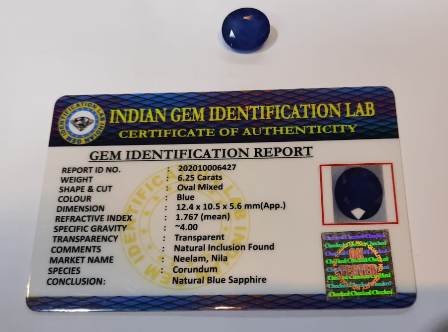 INDIAN GEM IDENTIFICATION LAB
CERTIFICATE OF AUTHENTICITY
GEM IDENTIFICATION REPORT
REPORT ID NO. : 202010006427
WEIGHT : 6.25 Carats
SHAPE & CUT : Oval Mixed
COLOUR : Blue
DIMENSION : 12.4 x 10.5 x 5.6 mm(App.)
REFRACTIVE INDEX : 1.767 (mean)
SPECIFIC GRAVITY : ~4.00
TRANSPARENCY : Transparent
COMMENTS : Natural Inclusion Found
MARKET NAME : Neelam, Nila
SPECIES : Corundum
CONCLUSION: : Natural Blue Sapphire